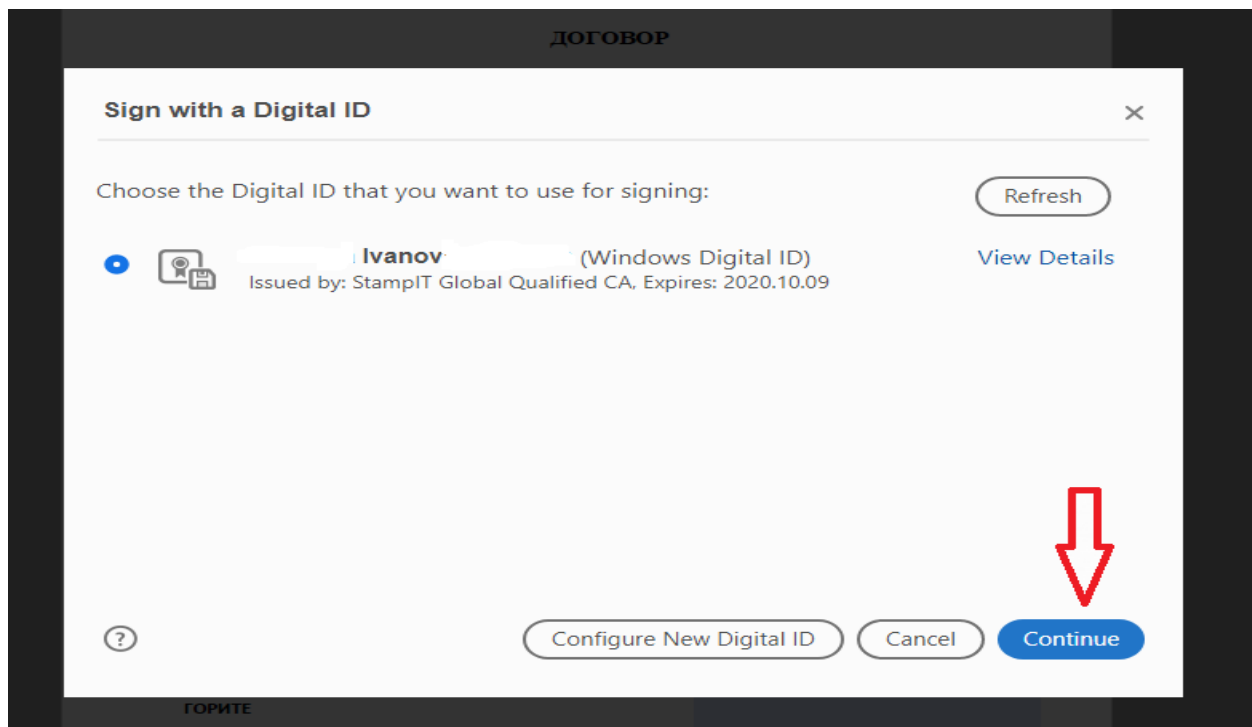 ДОГОВОР
Sign with a Digital ID
Choose the Digital ID that you want to use for signing:
Refresh
Ivanov (Windows Digital ID)
View Details
Issued by: StampIT Global Qualified CA, Expires: 2020.10.09
Configure New Digital ID
Cancel
Continue
ГОРИТЕ